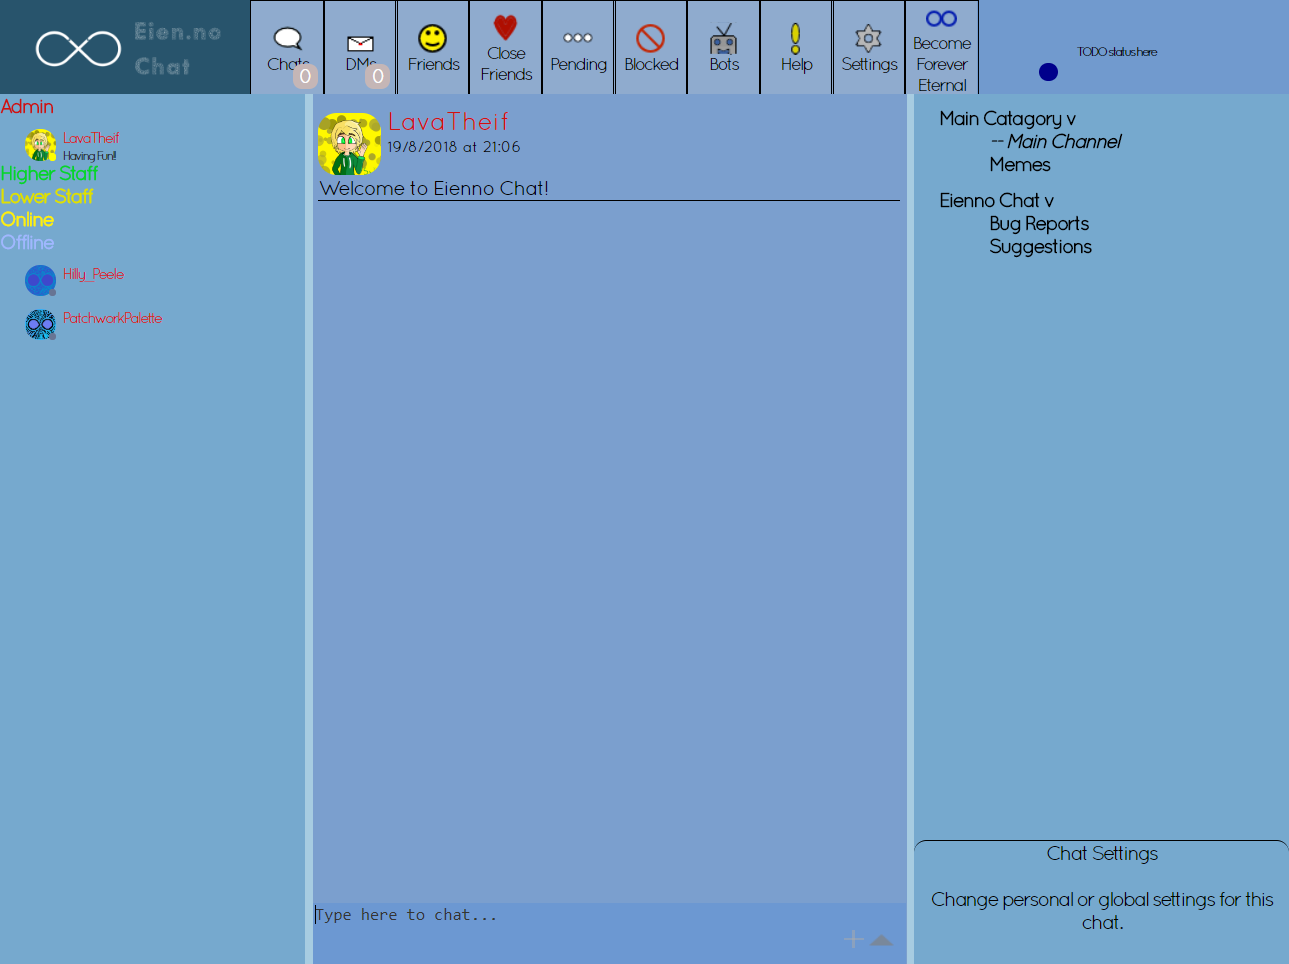 Eien.no
Chat
Chats
0
DMs
0
Friends
Close
Friends
Pending
Blocked
Bots
Help
Settings
Become
Forever
Eternal
TODO status here
Admin
LavaTheif
Having Fun!!
Higher Staff
Lower Staff
Online
Offline
Hilly_Peele
PatchworkPalette
LavaTheif
19/8/2018 at 21:06
Welcome to Eienno Chat!
Type here to chat...
Main Catagory v
-- Main Channel
Memes
Eienno Chat v
Bug Reports
Suggestions
Chat Settings
Change personal or global settings for this
chat.